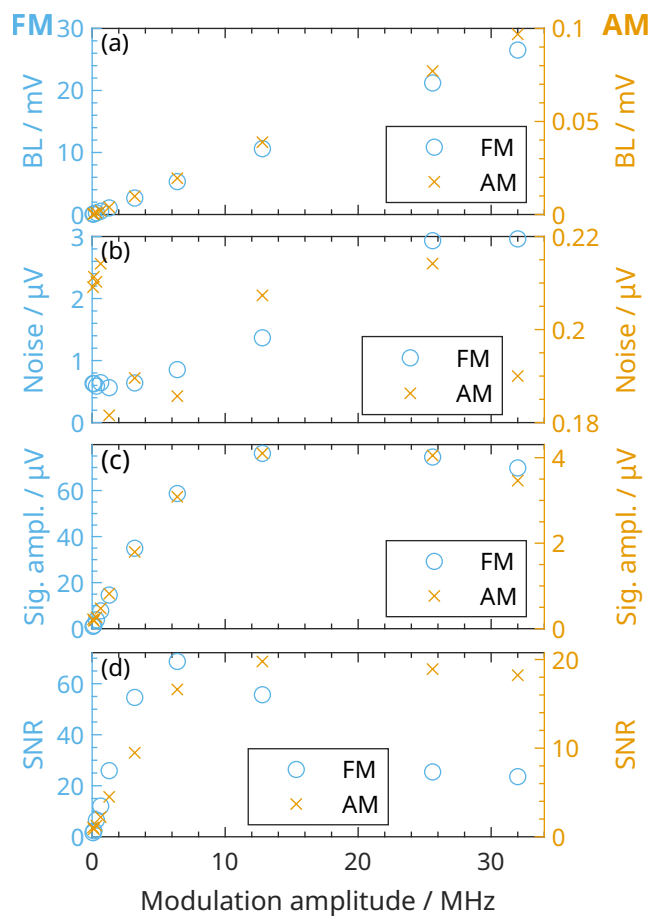 FM AM
(a)
BL / mV
0
10
20
30
BL / mV
0
0.05
0.1
FM
AM
(b)
Noise / µV
0
1
2
3
Noise / µV
0.18
0.2
0.22
FM
AM
(c)
Sig. ampl. / µV
0
20
40
60
Sig. ampl. / µV
0
2
4
FM
AM
(d)
SNR
0
20
40
60
SNR
0
10
20
FM
AM
0 10 20 30
Modulation amplitude / MHz